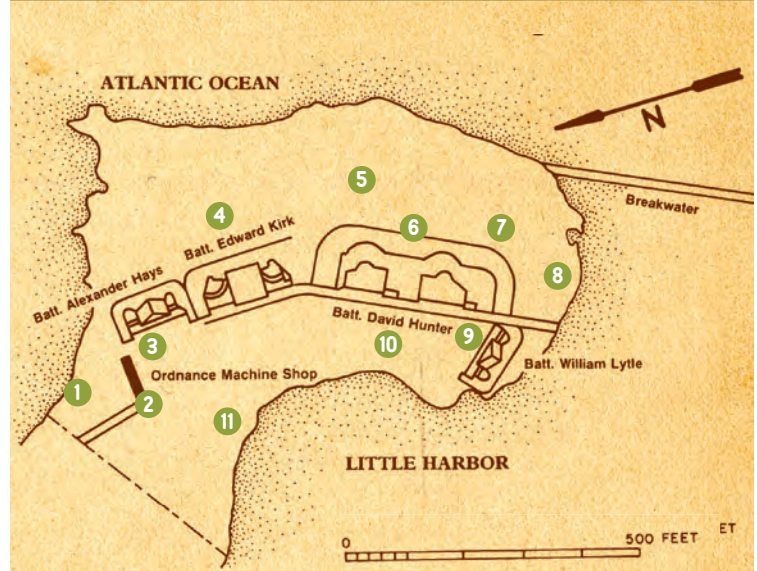 ATLANTIC OCEAN
N
Breakwater
5
4
6
7
Batt. Edward Kirk
8
Batt. Alexander Hays
Batt. David Hunter
9
3
10
Batt. William Lytle
Ordnance Machine Shop
1
2
11
LITTLE HARBOR
0
500 FEET
ET